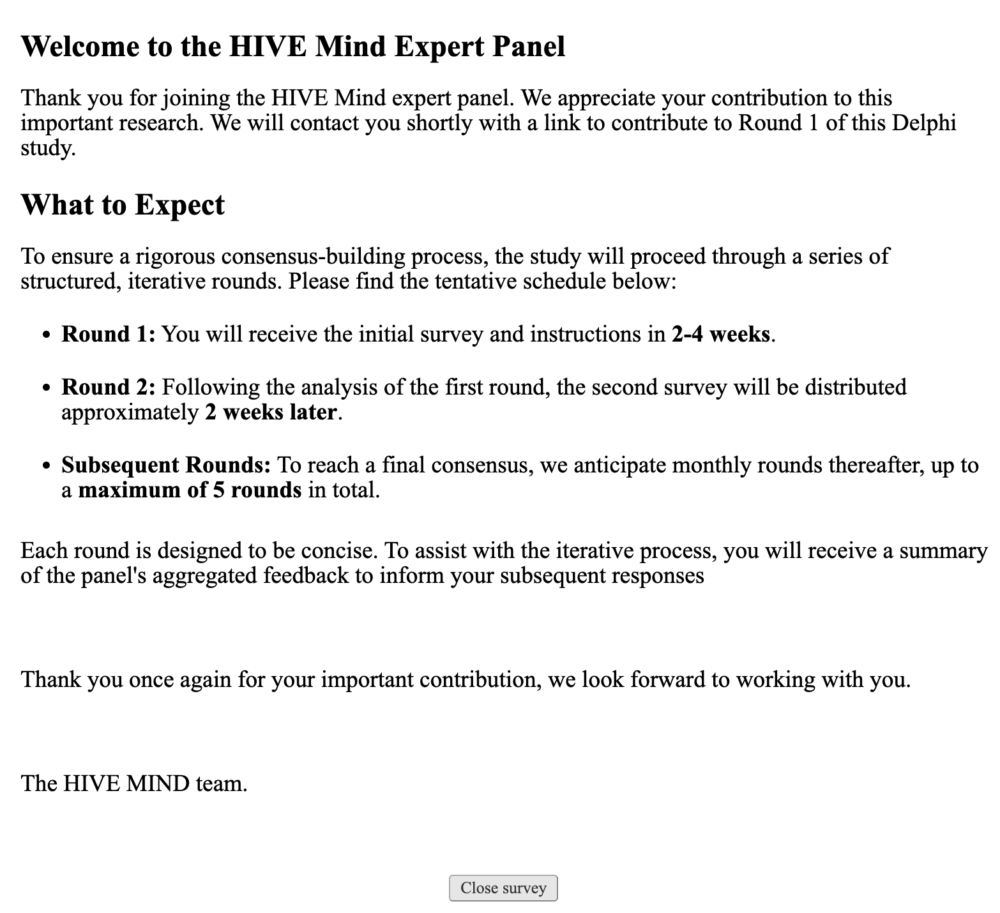 Welcome to the HIVE Mind Expert Panel
Thank you for joining the HIVE Mind expert panel. We appreciate your contribution to this
important research. We will contact you shortly with a link to contribute to Round 1 of this Delphi
study.
What to Expect
To ensure a rigorous consensus-building process, the study will proceed through a series of
structured, iterative rounds. Please find the tentative schedule below:
• Round 1: You will receive the initial survey and instructions in 2-4 weeks.
• Round 2: Following the analysis of the first round, the second survey will be distributed
approximately 2 weeks later.
• Subsequent Rounds: To reach a final consensus, we anticipate monthly rounds thereafter, up to
a maximum of 5 rounds in total.
Each round is designed to be concise. To assist with the iterative process, you will receive a summary
of the panel's aggregated feedback to inform your subsequent responses
Thank you once again for your important contribution, we look forward to working with you.
The HIVE MIND team.
Close survey